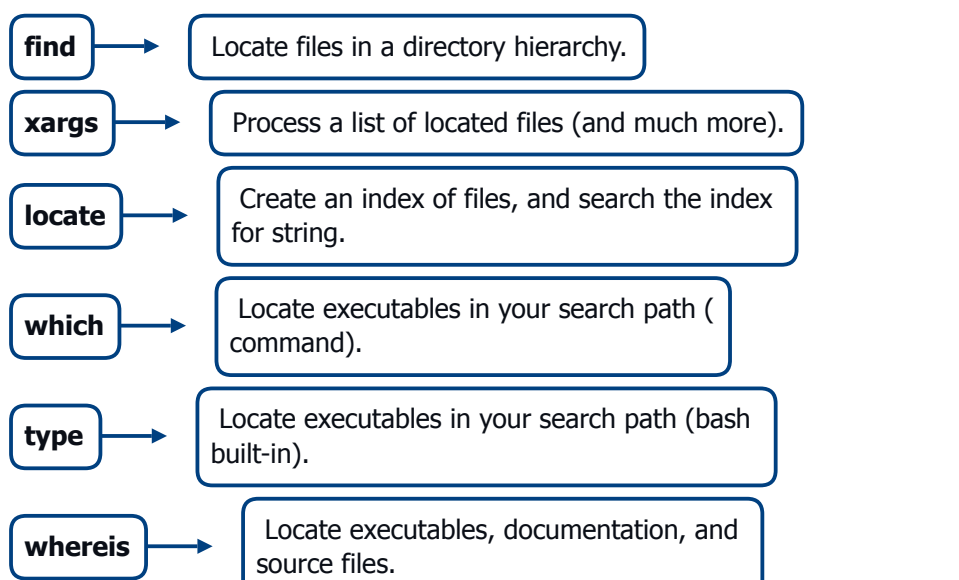 find
Locate files in a directory hierarchy.
xargs
Process a list of located files (and much more).
locate
Create an index of files, and search the index
for string.
which
Locate executables in your search path (
command).
type
Locate executables in your search path (bash
built-in).
whereis
Locate executables, documentation, and
source files.